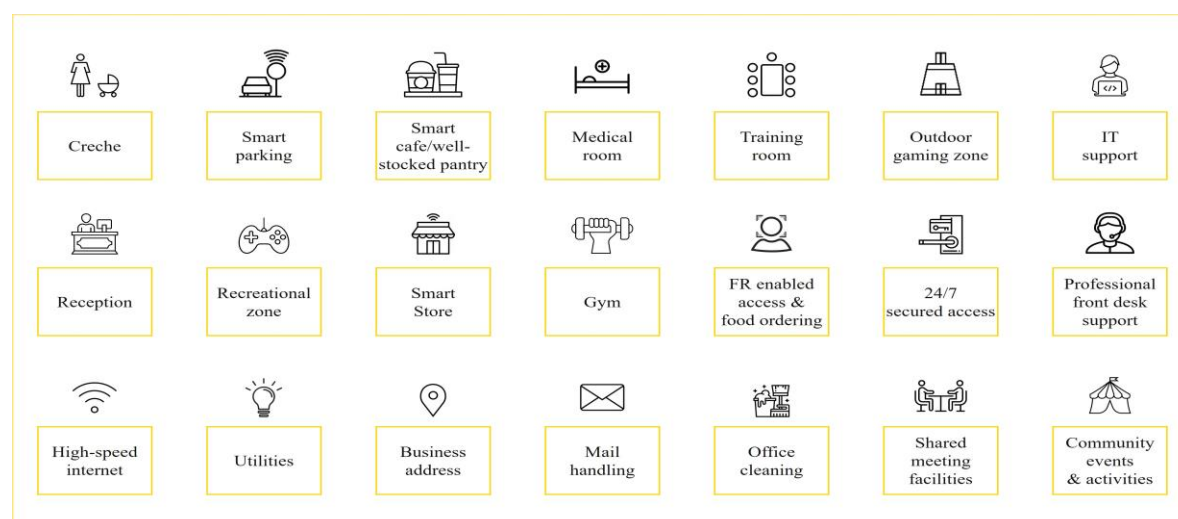 Creche
Smart
parking
Smart
cafe/well-
stocked pantry
Medical
room
Training
room
Outdoor
gaming zone
IT
support
Reception
Recreational
zone
Smart
Store
Gym
FR enabled
access &
food ordering
24/7
secured access
Professional
front desk
support
High-speed
internet
Utilities
Business
address
Mail
handling
Office
cleaning
Shared
meeting
facilities
Community
events
& activities